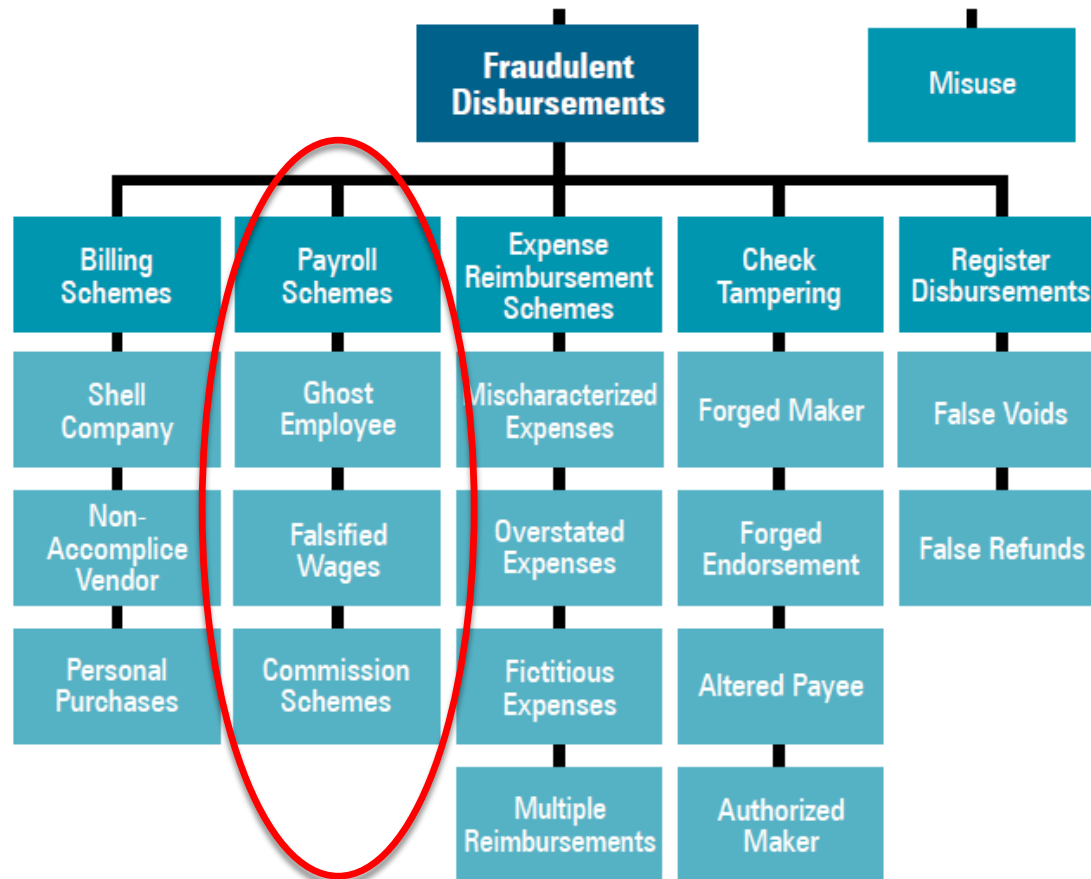 Fraudulent
Disbursements
Misuse
Billing
Schemes
Payroll
Schemes
Expense
Reimbursement
Schemes
Check
Tampering
Register
Disbursements
Shell
Company
Ghost
Employee
Mischaracterized
Expenses
Forged Maker
False Voids
Non-
Accomplice
Vendor
Falsified
Wages
Overstated
Expenses
Forged
Endorsement
False Refunds
Personal
Purchases
Commission
Schemes
Fictitious
Expenses
Altered Payee
Multiple
Reimbursements
Authorized
Maker